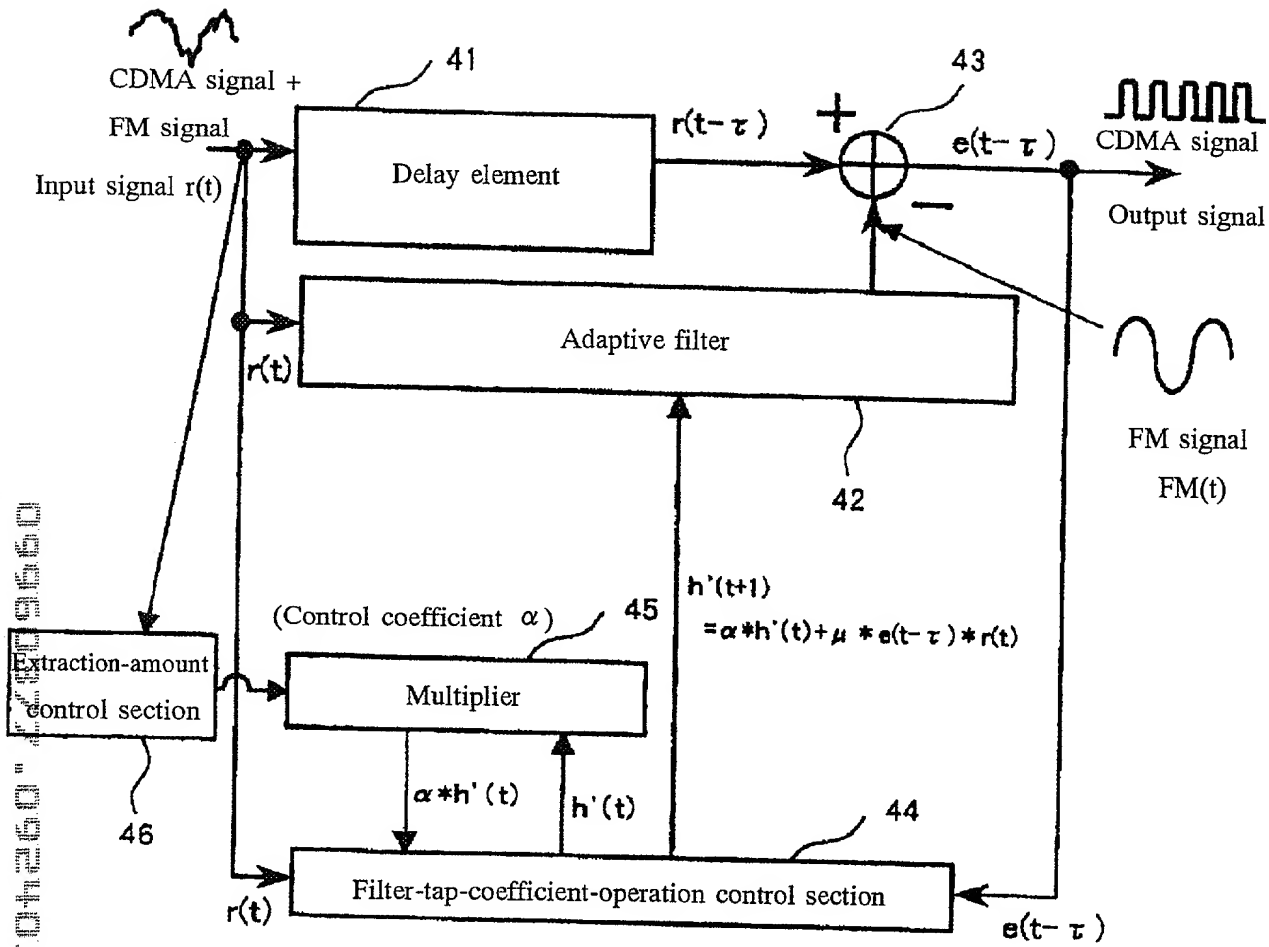 41
43
CDMA signal +
FM signal
Input signal r(t)
Delay element
r(t-τ)
+
e(t-τ)
CDMA signal
Output signal
−
r(t)
Adaptive filter
42
FM signal
FM(t)
h'(t+1)
=α*h'(t)+μ*e(t-τ)*r(t)
(Control coefficient α)
45
Extraction-amount
control section
Multiplier
46
α*h'(t)
h'(t)
44
r(t)
Filter-tap-coefficient-operation control section
e(t-τ)